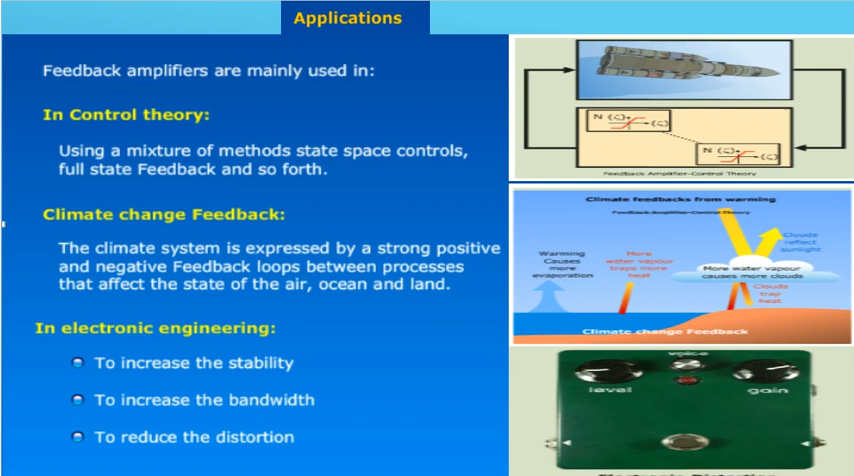 Applications
Feedback amplifiers are mainly used in:
In Control theory:
Using a mixture of methods state space controls,
full state Feedback and so forth.
Climate change Feedback:
The climate system is expressed by a strong positive
and negative Feedback loops between processes
that affect the state of the air, ocean and land.
In electronic engineering:
To increase the stability
To increase the bandwidth
To reduce the distortion
N (ς)
(ς)
N (ς)
(ς)
Feedback Amplifier-Control Theory
Climate feedbacks from warming
Feedback Amplifier-Control Theory
Clouds
reflect
sunlight
Warming
Causes
more
evaporation
More
water vapour
traps more
heat
More water vapour
causes more clouds
Clouds
trap
heat
Climate change Feedback
voice
level
gain